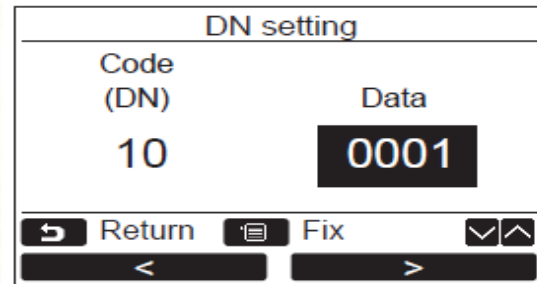 DN setting
Code
(DN) Data
10 0001
Return Fix
< >